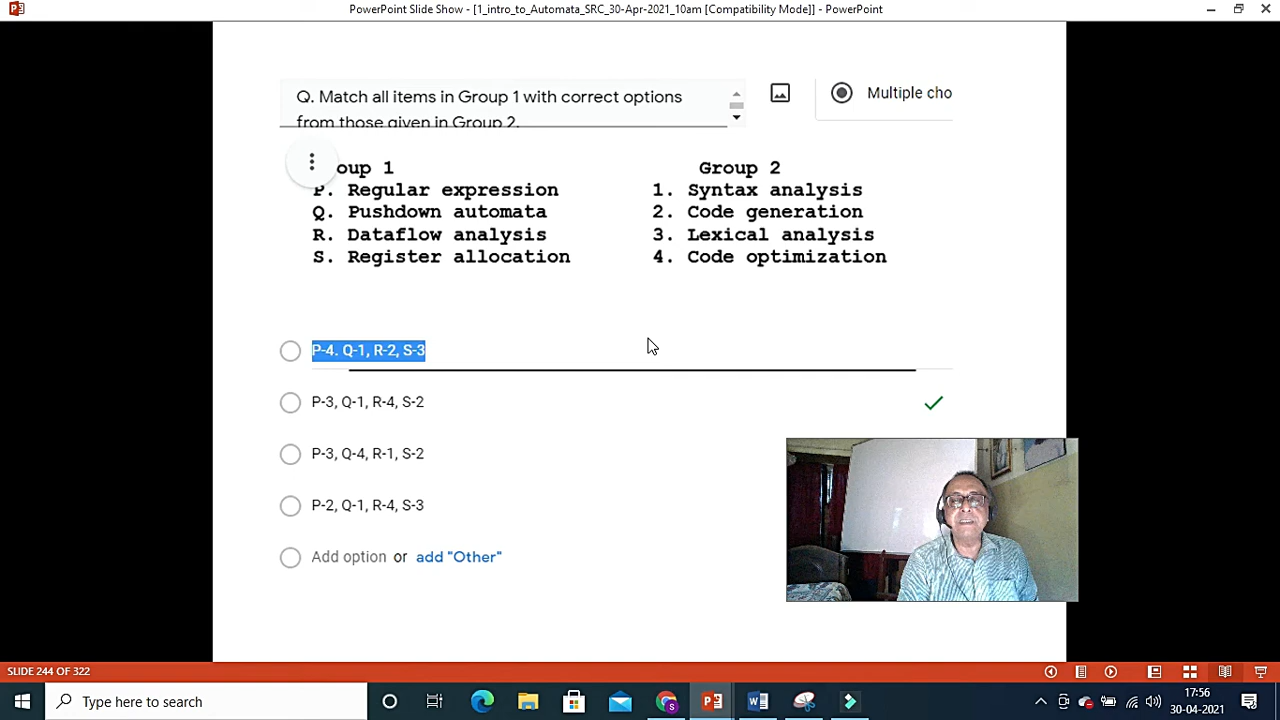 PowerPoint Slide Show - [1_intro_to_Automata_SRC_30-Apr-2021_10am [Compatibility Mode]] - PowerPoint
Q. Match all items in Group 1 with correct options
from those given in Group 2.
Multiple cho
oup 1 Group 2
P. Regular expression 1. Syntax analysis
Q. Pushdown automata 2. Code generation
R. Dataflow analysis 3. Lexical analysis
S. Register allocation 4. Code optimization
P-4. Q-1, R-2, S-3
P-3, Q-1, R-4, S-2
P-3, Q-4, R-1, S-2
P-2, Q-1, R-4, S-3
Add option or add "Other"
SLIDE 244 OF 322
Type here to search
17:56
30-04-2021